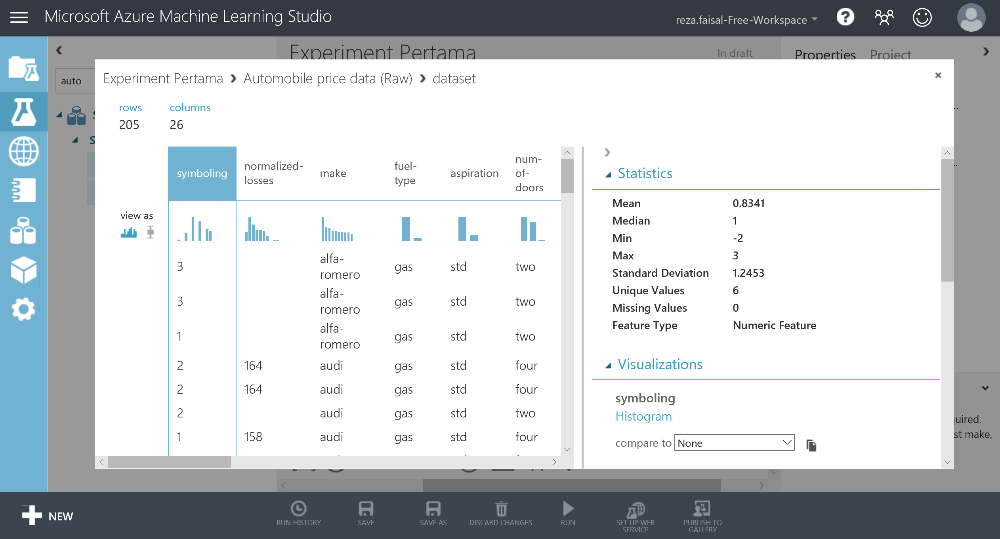 Microsoft Azure Machine Learning Studio
reza.faisal-Free-Workspace
Experiment Pertama
In draft
Properties Project
auto
Experiment Pertama > Automobile price data (Raw) > dataset
rows columns
205 26
symboling normalized-losses make fuel-type aspiration num-of-doors
view as
3 alfa-romero gas std two
3 alfa-romero gas std two
1 alfa-romero gas std two
2 164 audi gas std four
2 164 audi gas std four
2 audi gas std two
1 158 audi gas std four
Statistics
Mean 0.8341
Median 1
Min -2
Max 3
Standard Deviation 1.2453
Unique Values 6
Missing Values 0
Feature Type Numeric Feature
Visualizations
symboling
Histogram
compare to None
make,
NEW
RUN HISTORY
SAVE
SAVE AS
DISCARD CHANGES
RUN
SET UP WEB
SERVICE
PUBLISH TO
GALLERY